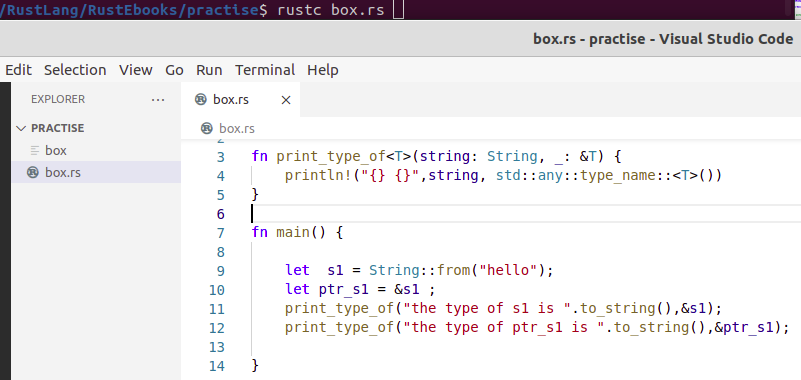 /RustLang/RustEbooks/practise$ rustc box.rs
box.rs - practise - Visual Studio Code
Edit Selection View Go Run Terminal Help
EXPLORER ···
PRACTISE
box
box.rs
box.rs ×
box.rs
2
3 fn print_type_of<T>(string: String, _: &T) {
4     println!("{} {}",string, std::any::type_name::<T>())
5 }
6
7 fn main() {
8
9     let  s1 = String::from("hello");
10     let ptr_s1 = &s1 ;
11     print_type_of("the type of s1 is ".to_string(),&s1);
12     print_type_of("the type of ptr_s1 is ".to_string(),&ptr_s1);
13
14 }